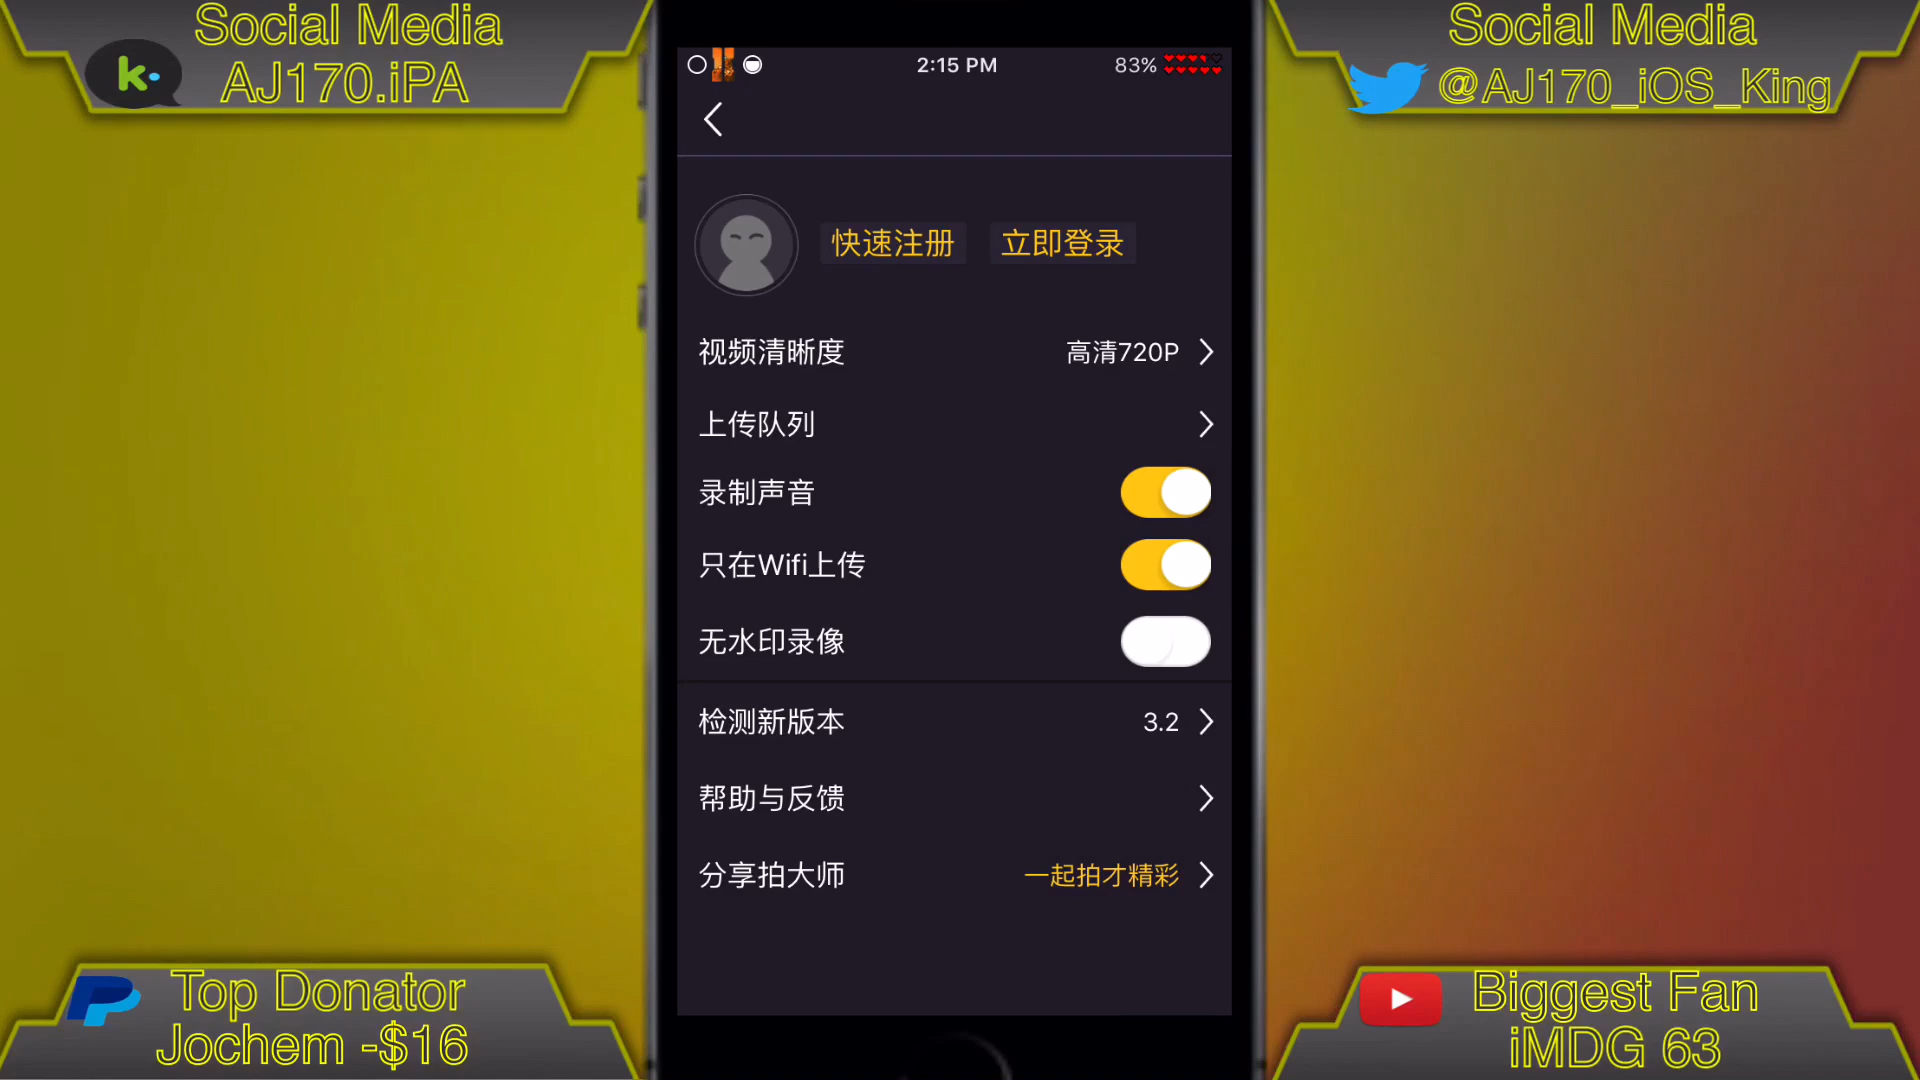 Social Media
k.
AJ170.iPA
Social Media
@AJ170_iOS_King
2:15 PM
83%
快速注册 立即登录
视频清晰度 高清720P
上传队列
录制声音
只在Wifi上传
无水印录像
检测新版本 3.2
帮助与反馈
分享拍大师 一起拍才精彩
Top Donator
Jochem -$16
Biggest Fan
iMDG 63